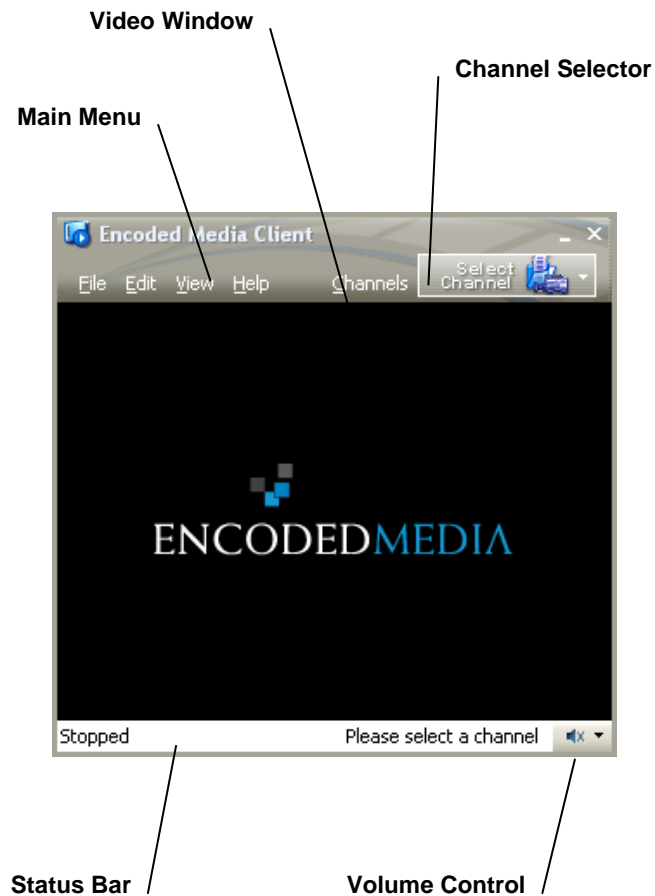 Video Window
Channel Selector
Main Menu
Encoded Media Client
File Edit View Help Channels Select Channel
ENCODEDMEDIA
Stopped Please select a channel
Status Bar Volume Control